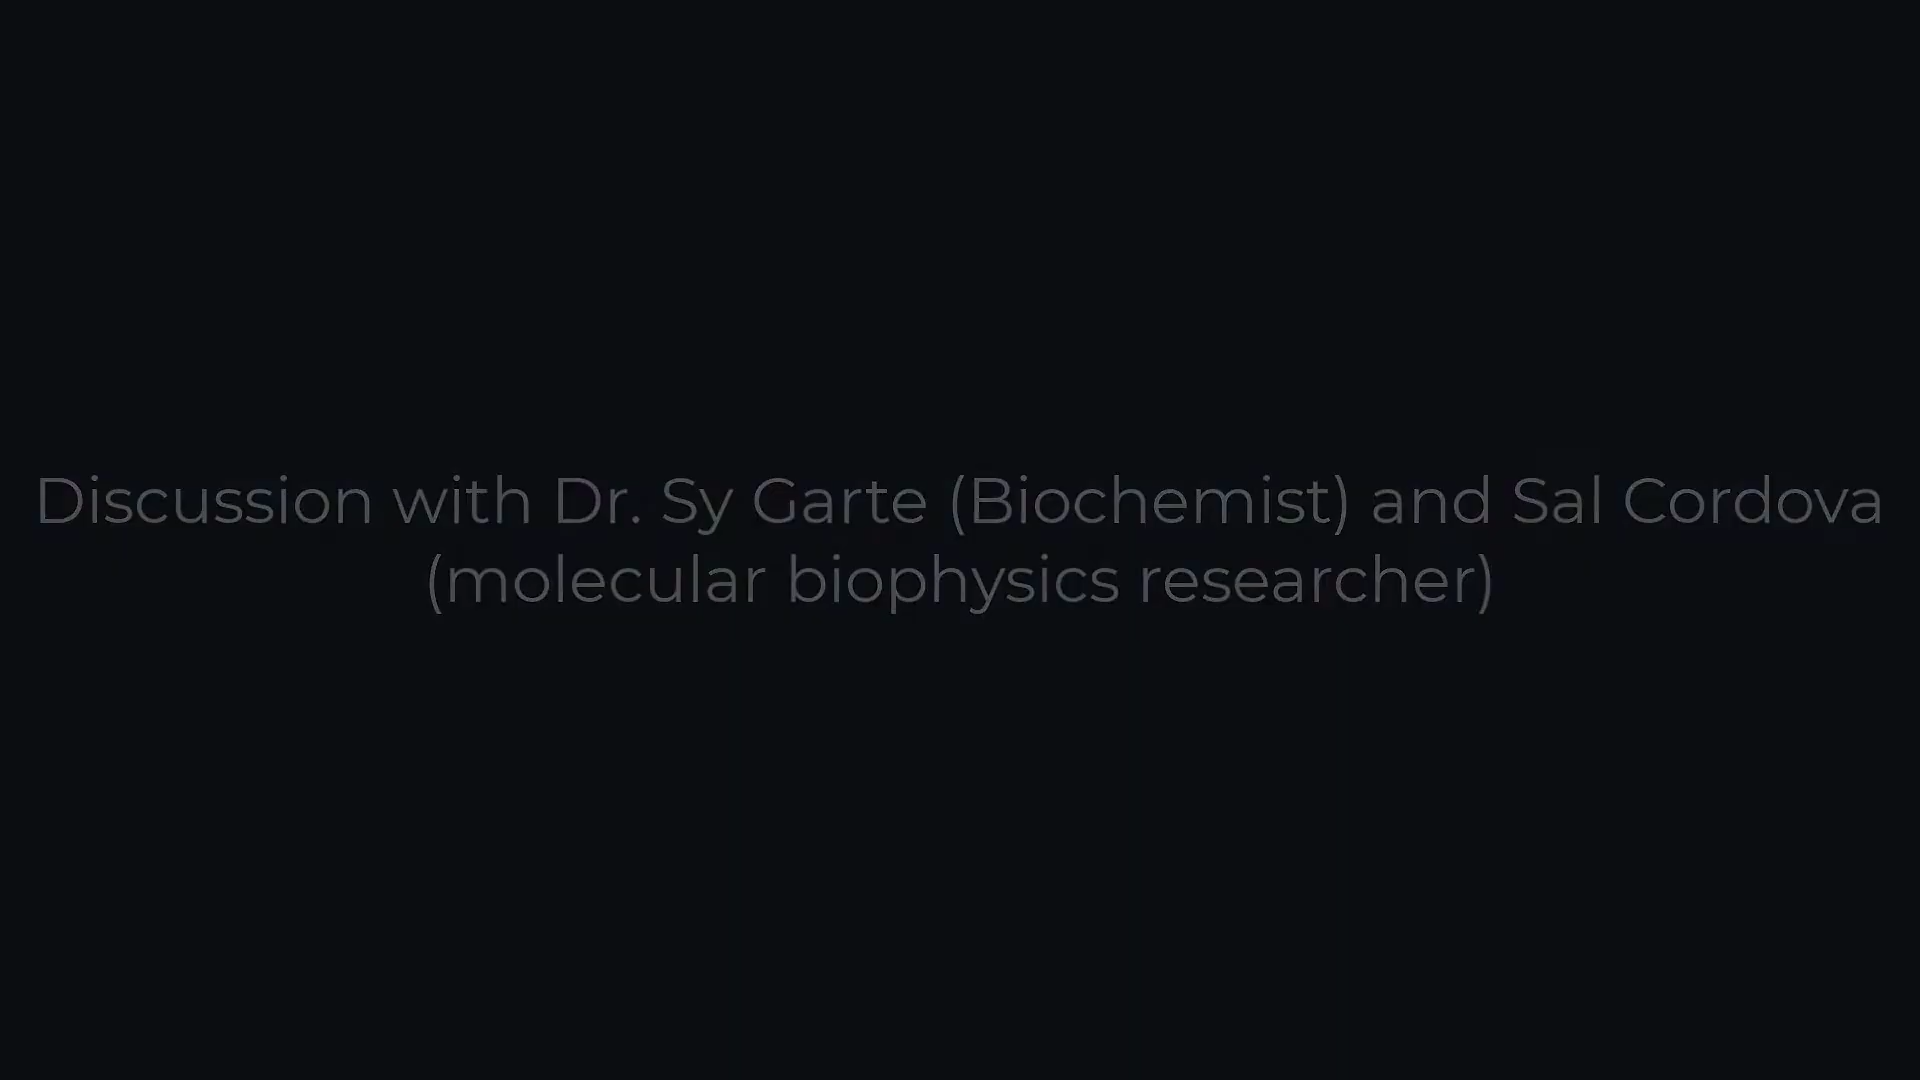 Discussion with Dr. Sy Garte (Biochemist) and Sal Cordova
(molecular biophysics researcher)